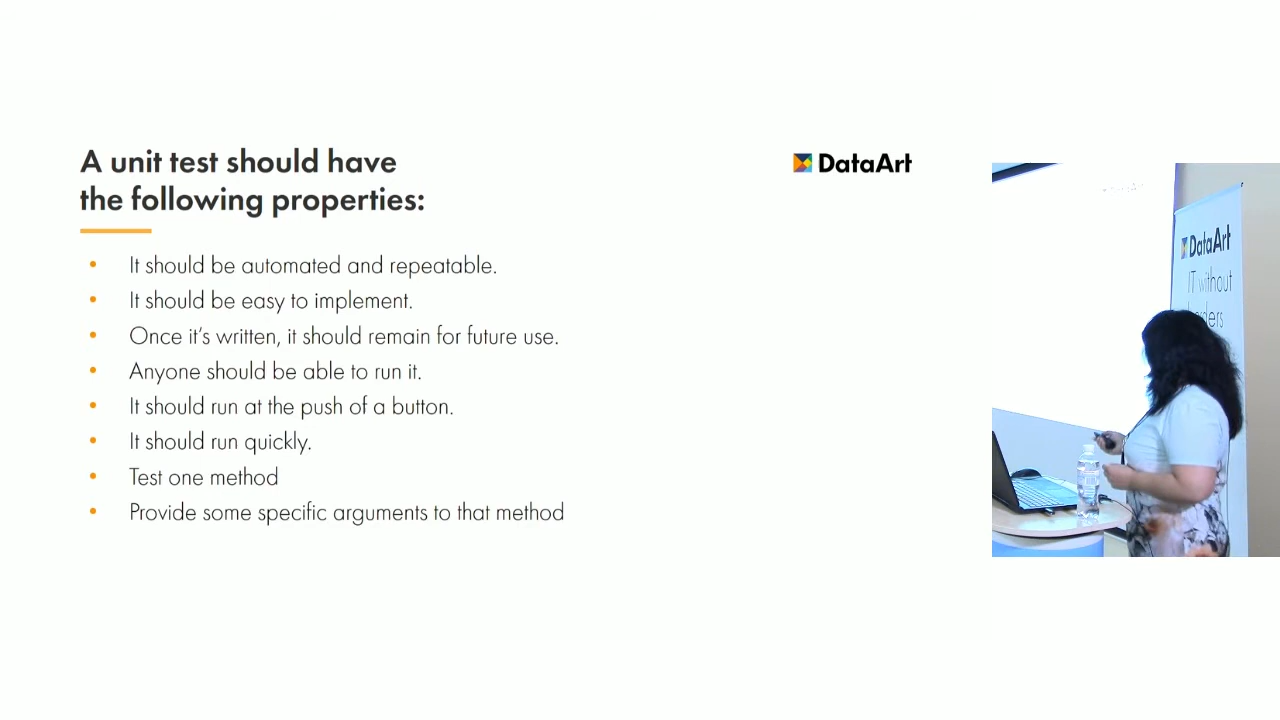 A unit test should have
the following properties:
• It should be automated and repeatable.
• It should be easy to implement.
• Once it's written, it should remain for future use.
• Anyone should be able to run it.
• It should run at the push of a button.
• It should run quickly.
• Test one method
• Provide some specific arguments to that method
DataArt
DataArt
IT without